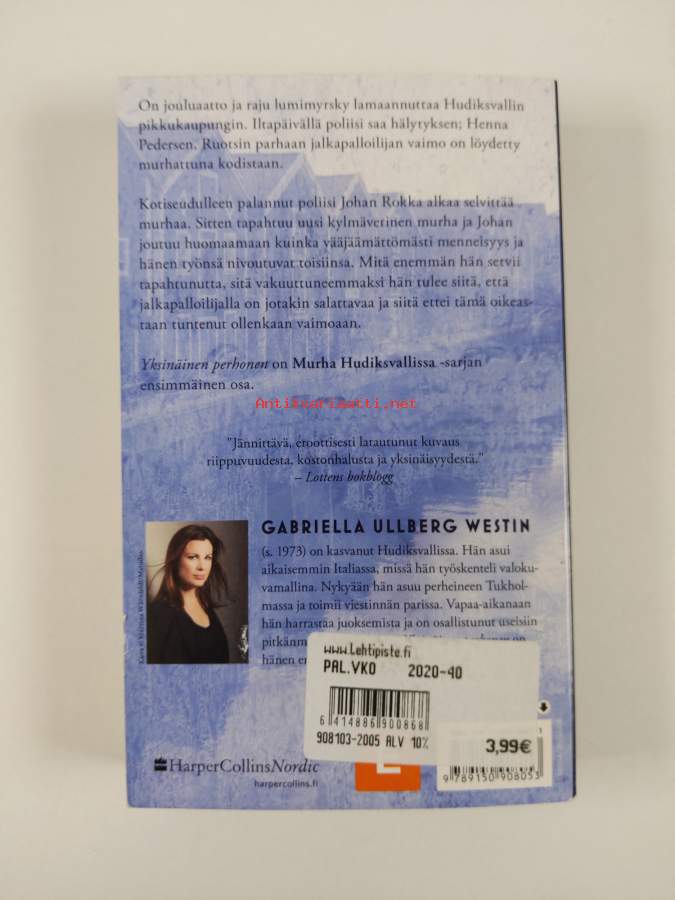 On jouluaatto ja raju lumimyrsky lamaannuttaa Hudiksvallin
pikkukaupungin. Iltapäivällä poliisi saa hälytyksen; Henna
Pedersen, Ruotsin parhaan jalkapalloilijan vaimo on löydetty
murhattuna kodistaan.
Kotiseudulleen palannut poliisi Johan Rokka alkaa selvittää
murhaa. Sitten tapahtuu uusi kylmäverinen murha ja Johan
joutuu huomaamaan kuinka vääjäämättömästi menneisyys ja
hänen työnsä nivoutuvat toisiinsa. Mitä enemmän hän selvii
tapahtunutta, sitä vakuuttuneemmaksi hän tulee siitä, että
jalkapalloilijalla on jotakin salattavaa ja siitä ettei tämä oikeas-
taan tuntenut ollenkaan vaimoaan.
Yksinäinen perhonen on Murha Hudiksvallissa -sarjan
ensimmäinen osa.
Antikvariaatti.net
"Jännittävä, eroottisesti latautunut kuvaus
riippuvuudesta, kostonhalusta ja yksinäisyydestä."
– Lottens bokblogg
GABRIELLA ULLBERG WESTIN
(s. 1973) on kasvanut Hudiksvallissa. Hän asui
aikaisemmin Italiassa, missä hän työskenteli valoku-
vamallina. Nykyään hän asuu perheineen Tukhol-
massa ja toimii viestinnän parissa. Vapaa-aikanaan
hän harrastaa juoksemista ja on osallistunut useisiin
hänen
www.Lehtipiste.fi
PAL.VKO 2020-40
6 414886 900868
908103-2005 ALV 10%
3,99€
9 789150 908053
HarperCollinsNordic
harpercollins.fi